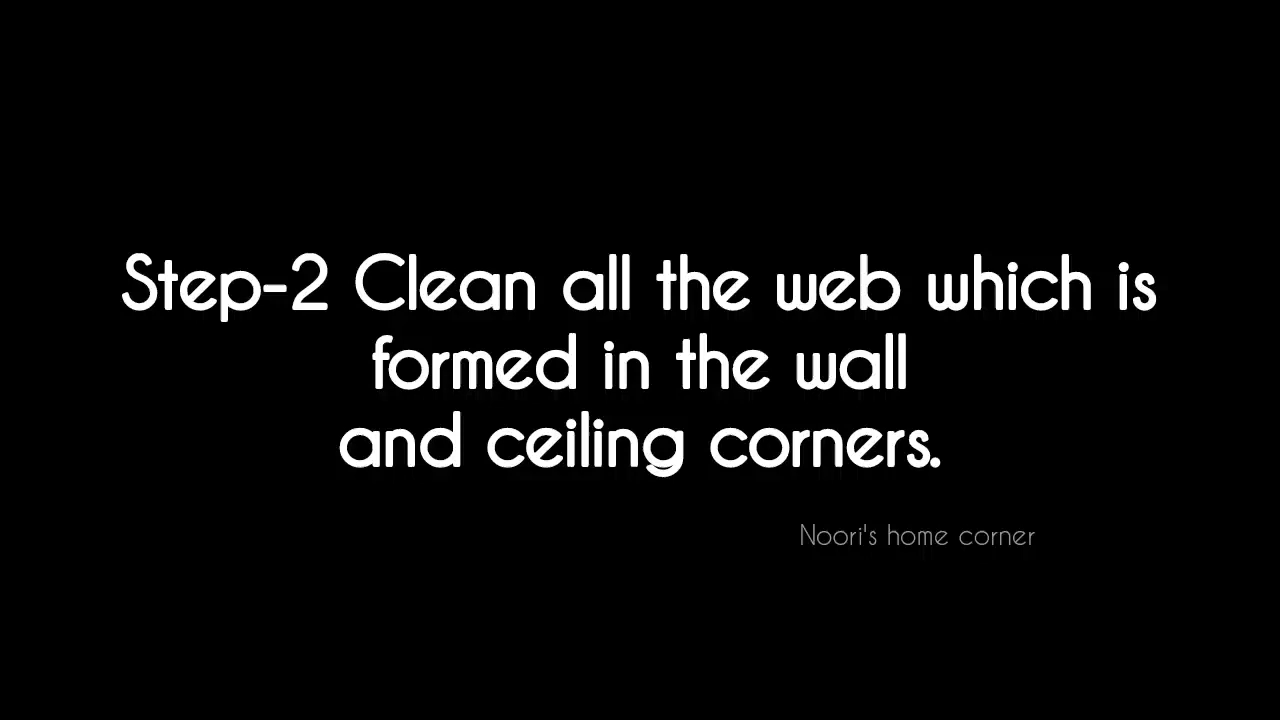 Step-2 Clean all the web which is
formed in the wall
and ceiling corners.
Noori's home corner